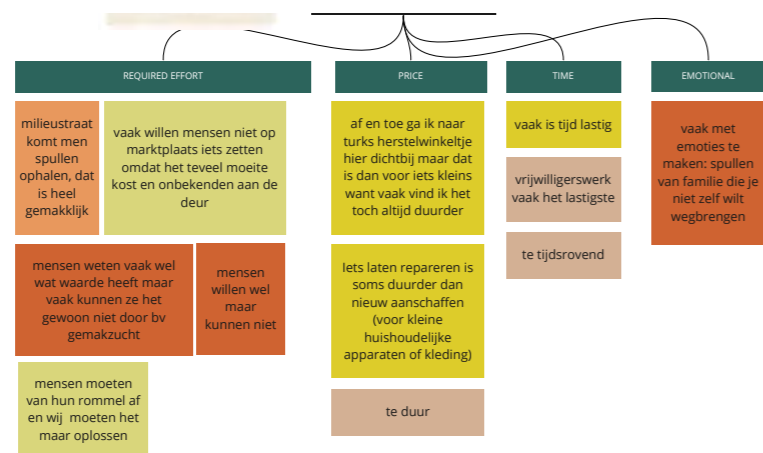 REQUIRED EFFORT
milieustraat
komt men
spullen
ophalen, dat
is heel
gemakklijk
vaak willen mensen niet op
marktplaats iets zetten
omdat het teveel moeite
kost en onbekenden aan de
deur
mensen weten vaak wel
wat waarde heeft maar
vaak kunnen ze het
gewoon niet door bv
gemakzucht
mensen
willen wel
maar
kunnen niet
mensen moeten
van hun rommel af
en wij moeten het
maar oplossen
PRICE
af en toe ga ik naar
turks herstelwinkeltje
hier dichtbij maar dat
is dan voor iets kleins
want vaak vind ik het
toch altijd duurder
Iets laten repareren is
soms duurder dan
nieuw aanschaffen
(voor kleine
huishoudelijke
apparaten of kleding)
te duur
TIME
vaak is tijd lastig
vrijwilligerswerk
vaak het lastigste
te tijdsrovend
EMOTIONAL
vaak met
emoties te
maken: spullen
van familie die je
niet zelf wilt
wegbrengen